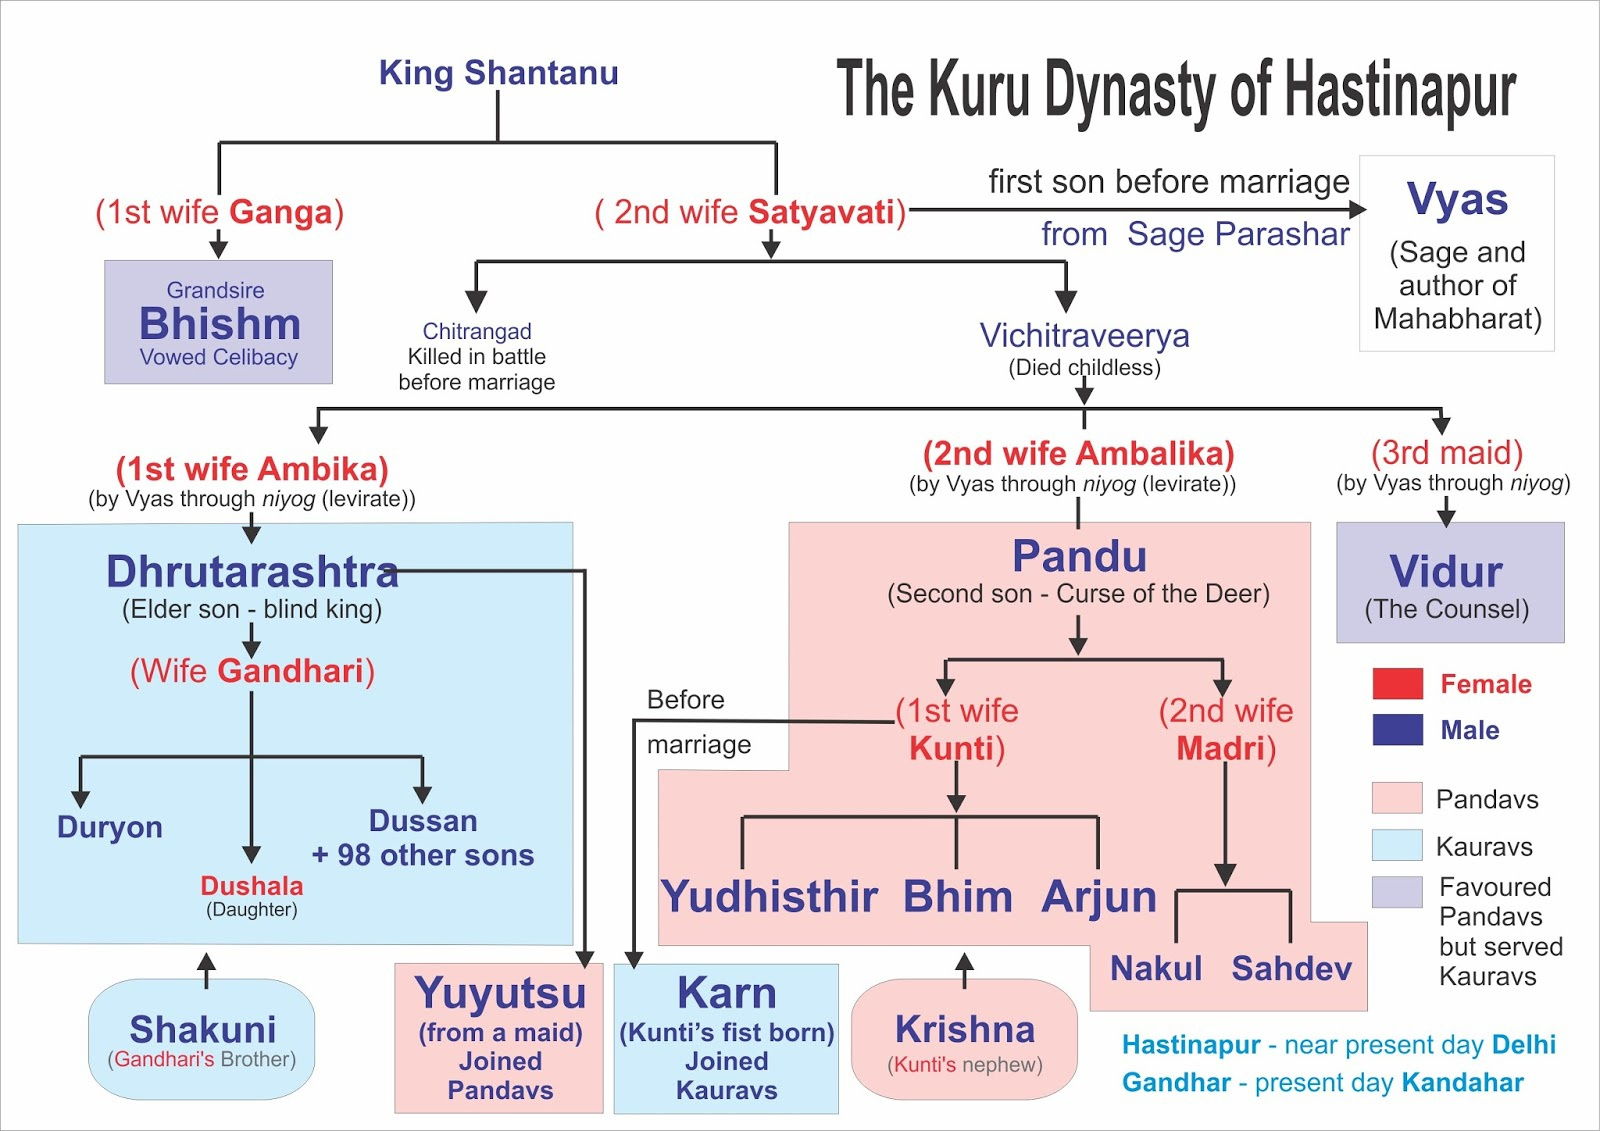 King Shantanu
The Kuru Dynasty of Hastinapur
(1st wife Ganga)
( 2nd wife Satyavati)
first son before marriage
from Sage Parashar
Vyas
(Sage and
author of
Mahabharat)
Grandsire
Bhishm
Vowed Celibacy
Chitrangad
Killed in battle
before marriage
Vichitraveerya
(Died childless)
(1st wife Ambika)
(by Vyas through niyog (levirate))
(2nd wife Ambalika)
(by Vyas through niyog (levirate))
(3rd maid)
(by Vyas through niyog)
Dhrutarashtra
(Elder son - blind king)
(Wife Gandhari)
Duryon
Dussan
+ 98 other sons
Dushala
(Daughter)
Pandu
(Second son - Curse of the Deer)
Before
marriage
(1st wife
Kunti)
(2nd wife
Madri)
Yudhisthir Bhim Arjun
Nakul Sahdev
Vidur
(The Counsel)
Female
Male
Pandavs
Kauravs
Favoured
Pandavs
but served
Kauravs
Shakuni
(Gandhari's Brother)
Yuyutsu
(from a maid)
Joined
Pandavs
Karn
(Kunti's fist born)
Joined
Kauravs
Krishna
(Kunti's nephew)
Hastinapur - near present day Delhi
Gandhar - present day Kandahar